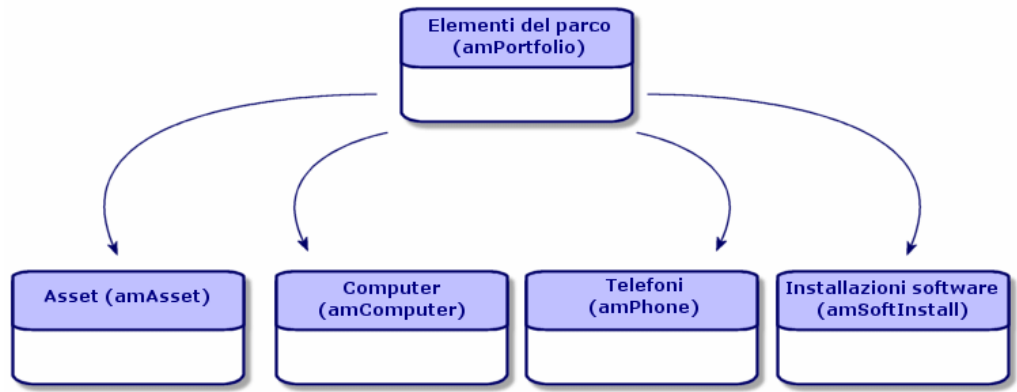 Elementi del parco
(amPortfolio)
Asset (amAsset)
Computer
(amComputer)
Telefoni
(amPhone)
Installazioni software
(amSoftInstall)